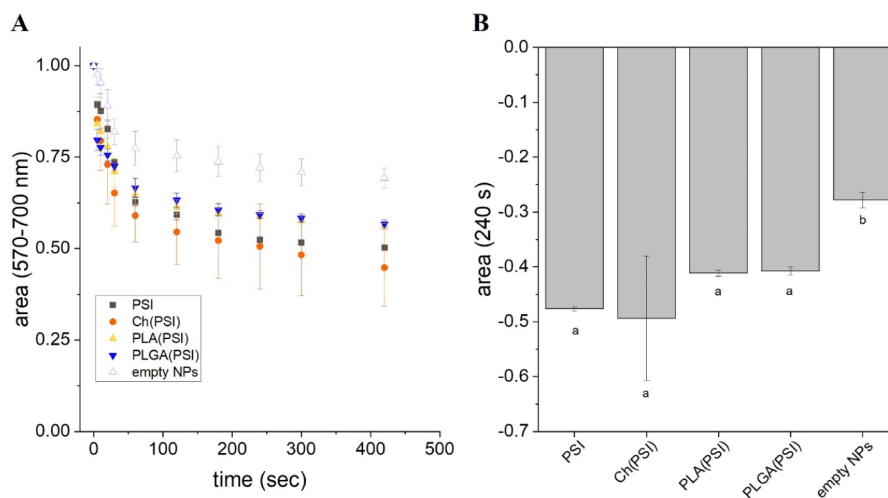 A
1.00
0.75
0.50
0.25
0.00
area (570-700 nm)
PSI
Ch(PSI)
PLA(PSI)
PLGA(PSI)
empty NPs
0 100 200 300 400 500
time (sec)
B
0.0
-0.1
-0.2
-0.3
-0.4
-0.5
-0.6
-0.7
area (240 s)
a
a
a
a
b
PSI
Ch(PSI)
PLA(PSI)
PLGA(PSI)
empty NPs